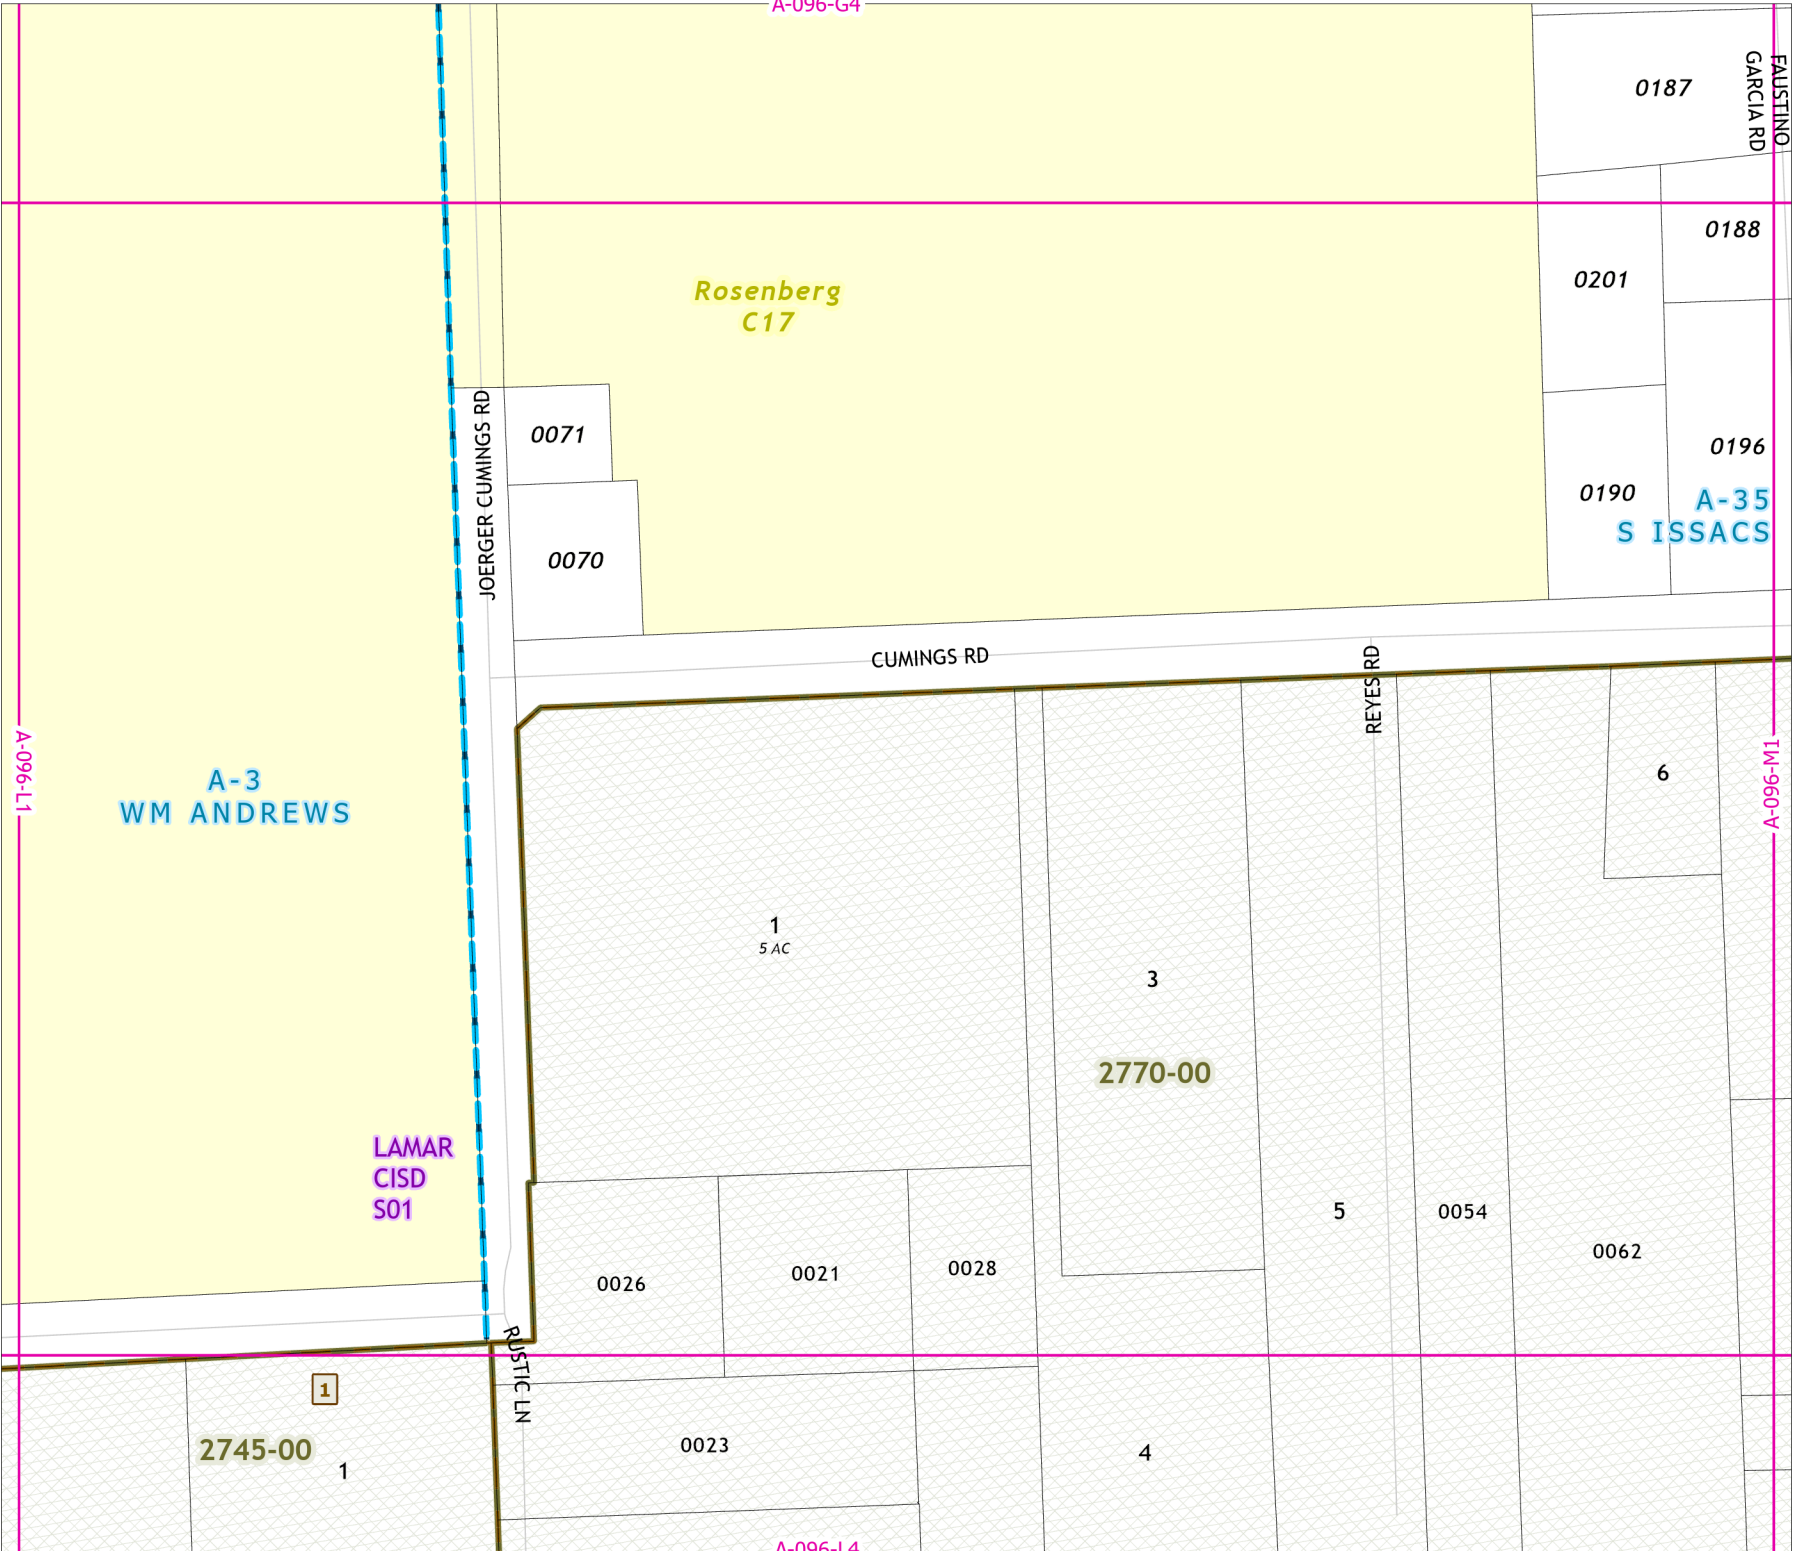 A-096-G4
FAUSTINO
GARCIA RD
0187
0188
0201
Rosenberg
C17
JOERGER CUMINGS RD
0071
0196
0190
A-35
S ISSACS
0070
CUMINGS RD
REYES RD
A-096-L1
A-096-M1
A-3
WM ANDREWS
6
1
5 AC
3
2770-00
LAMAR
CISD
S01
5
0054
0062
0026
0021
0028
RUSTIC LN
1
2745-00
1
0023
4
A-096-L4